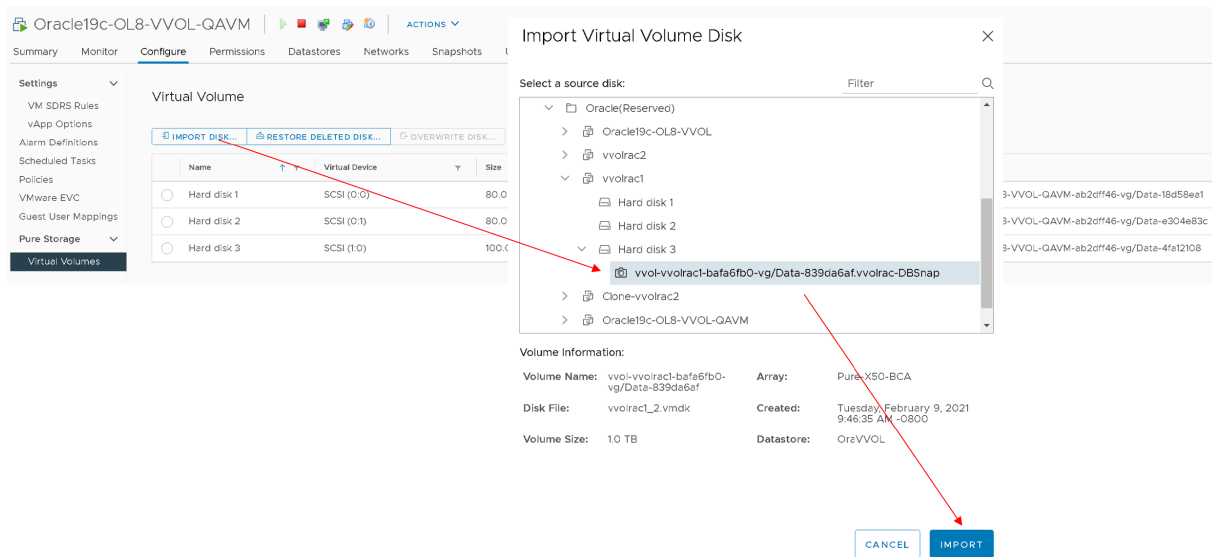 Oracle19c-OL8-VVOL-QAVM
ACTIONS
Summary Monitor Configure Permissions Datastores Networks Snapshots
Settings
VM SDRS Rules
vApp Options
Alarm Definitions
Scheduled Tasks
Policies
VMware EVC
Guest User Mappings
Pure Storage
Virtual Volumes
Virtual Volume
IMPORT DISK... RESTORE DELETED DISK... OVERWRITE DISK...
Name Virtual Device Size
Hard disk 1 SCSI (0:0) 80.0
Hard disk 2 SCSI (0:1) 80.0
Hard disk 3 SCSI (1:0) 100.0
8-VVOL-QAVM-ab2dff46-vg/Data-18d58ea1
8-VVOL-QAVM-ab2dff46-vg/Data-e304e83c
8-VVOL-QAVM-ab2dff46-vg/Data-4fa12108
Import Virtual Volume Disk
Select a source disk:
Filter
Oracle(Reserved)
Oracle19c-OL8-VVOL
vvolrac2
vvolrac1
Hard disk 1
Hard disk 2
Hard disk 3
vvol-vvolrac1-bafa6fb0-vg/Data-839da6af.vvolrac-DBSnap
Clone-vvolrac2
Oracle19c-OL8-VVOL-QAVM
Volume Information:
Volume Name: vvol-vvolrac1-bafa6fb0-
vg/Data-839da6af
Array: Pure-X50-BCA
Disk File: vvolrac1_2.vmdk
Created: Tuesday, February 9, 2021
9:46:35 AM -0800
Volume Size: 1.0 TB
Datastore: OraVVOL
CANCEL IMPORT